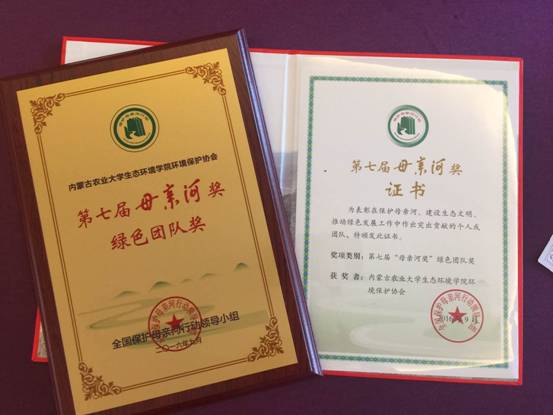 内蒙古农业大学生态环境学院环境保护协会
第七届母亲河奖
绿色团队奖
全国保护母亲河行动领导小组
二〇一六年九月
第七届母亲河奖
证书
为表彰在保护母亲河、建设生态文明、
推动绿色发展工作中作出突出贡献的个人或
团队，特颁发此证书。
奖项类别：第七届“母亲河奖”绿色团队奖
获奖者：内蒙古农业大学生态环境学院环
境保护协会